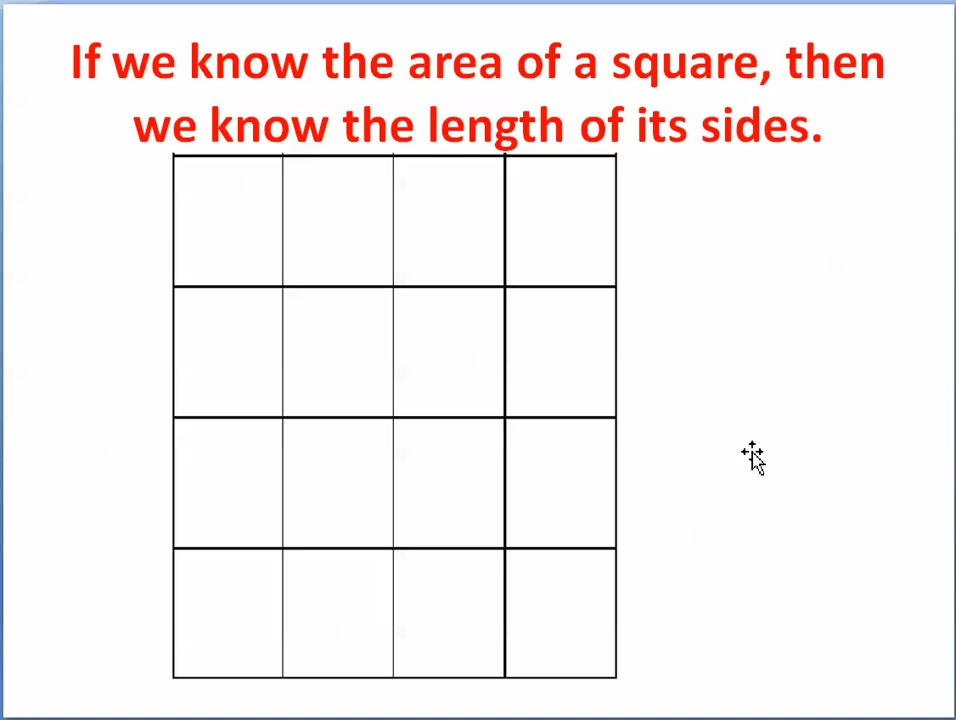 If we know the area of a square, then
we know the length of its sides.